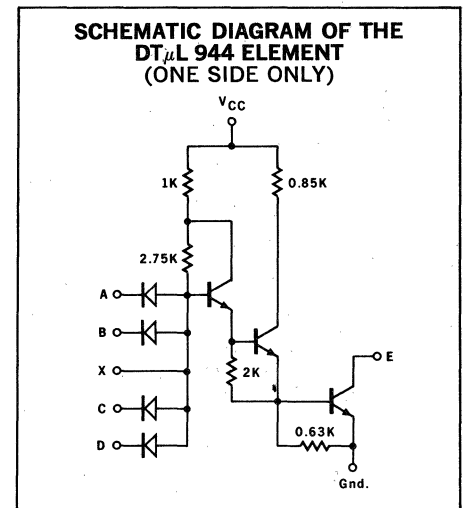 SCHEMATIC DIAGRAM OF THE
DTμL 944 ELEMENT
(ONE SIDE ONLY)
VCC
1K
0.85K
2.75K
A
B
E
X
2K
C
0.63K
D
Gnd.